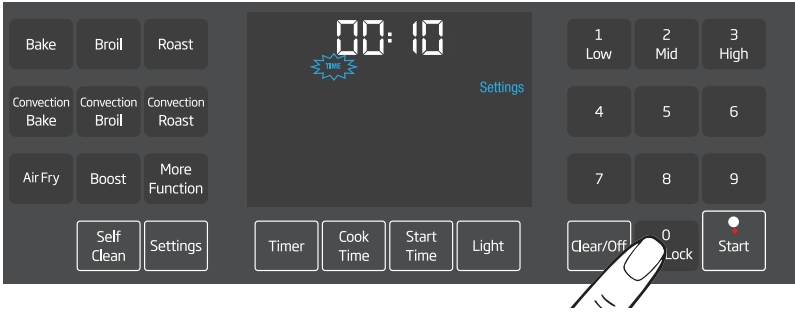 Bake
Broil
Roast
Convection
Bake
Convection
Broil
Convection
Roast
Air Fry
Boost
More
Function
Self
Clean
Settings
00:10
TIME
Settings
Timer
Cook
Time
Start
Time
Light
1
Low
2
Mid
3
High
4
5
6
7
8
9
Clear/Off
0
Lock
Start